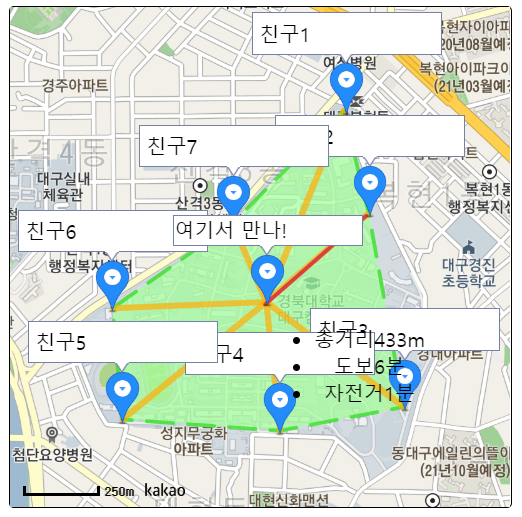 친구1
복현자이아파
20년08월예정
여성병원
복현아이파크
(21년03월예정
경주아파트
2
친구7
산격4동
대구실내
체육관
산격3동
복현1동
행정복지센
친구6
여기서 만나!
행정복지센터
대구경진
초등학교
경북대학교
대구캠
친구5
구4
친구3
총거리433m
도보6분
자전거1분
경대아파트
성지무궁화
아파트
첨단요양병원
동대구에일린의뜰이
(21년10월예정)
250m
kakao
대현신화맨션